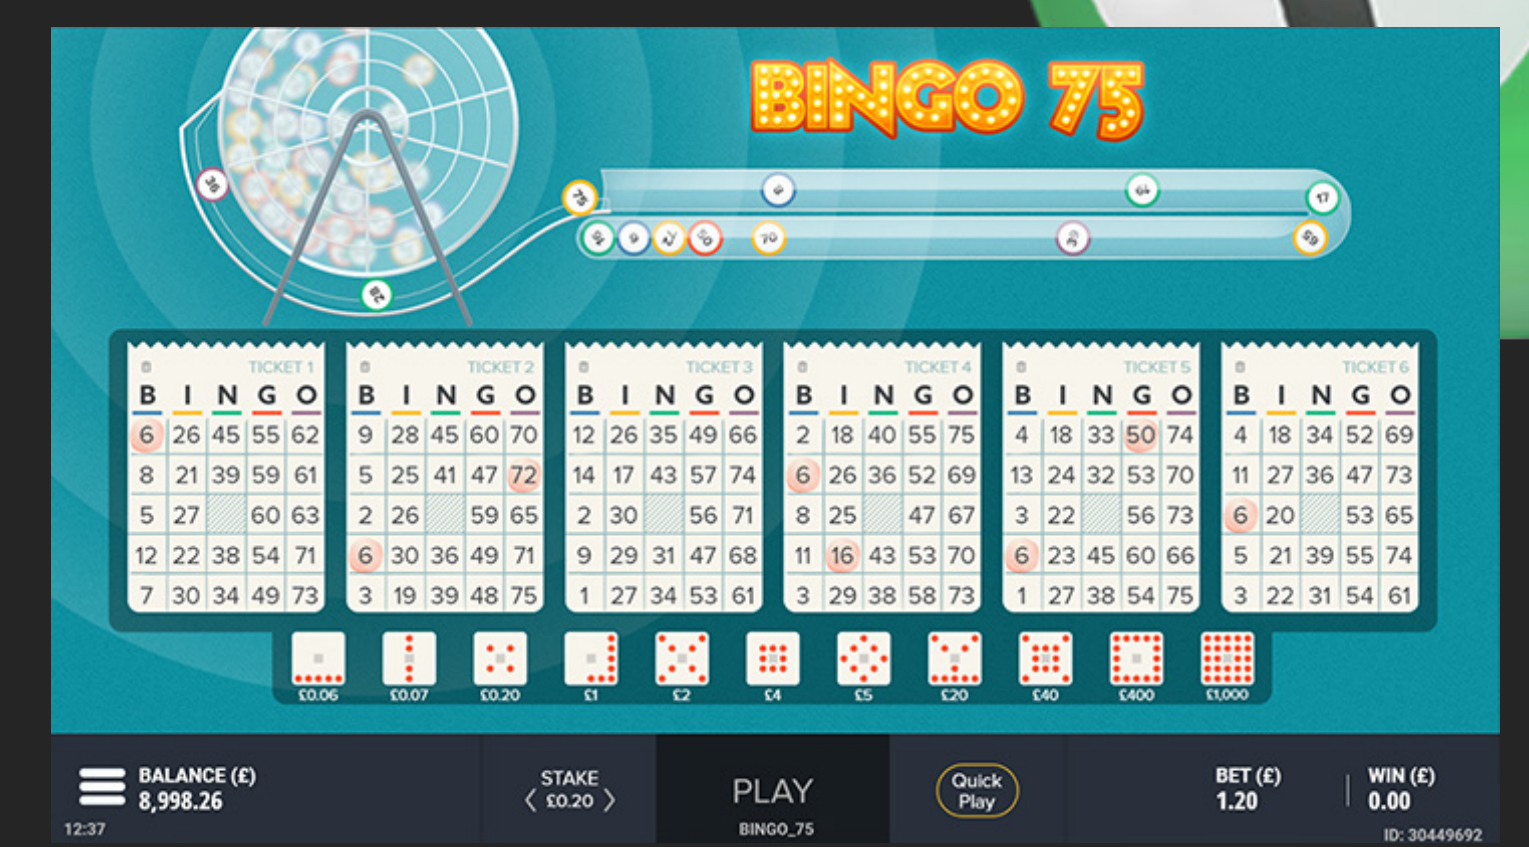 BINGO 75
36
75
17
70
50
6
28
TICKET 1
B I N G O
6 26 45 55 62
8 21 39 59 61
5 27 60 63
12 22 38 54 71
7 30 34 49 73
TICKET 2
B I N G O
9 28 45 60 70
5 25 41 47 72
2 26 59 65
6 30 36 49 71
3 19 39 48 75
TICKET 3
B I N G O
12 26 35 49 66
14 17 43 57 74
2 30 56 71
9 29 31 47 68
1 27 34 53 61
TICKET 4
B I N G O
2 18 40 55 75
6 26 36 52 69
8 25 47 67
11 16 43 53 70
3 29 38 58 73
TICKET 5
B I N G O
4 18 33 50 74
13 24 32 53 70
3 22 56 73
6 23 45 60 66
1 27 38 54 75
TICKET 6
B I N G O
4 18 34 52 69
11 27 36 47 73
6 20 53 65
5 21 39 55 74
3 22 31 54 61
£0.06 £0.07 £0.20 £1 £2 £4 £5 £20 £40 £400 £1,000
BALANCE (£)
8,998.26
12:37
STAKE
£0.20
PLAY
BINGO_75
Quick
Play
BET (£)
1.20
WIN (£)
0.00
ID: 30449692